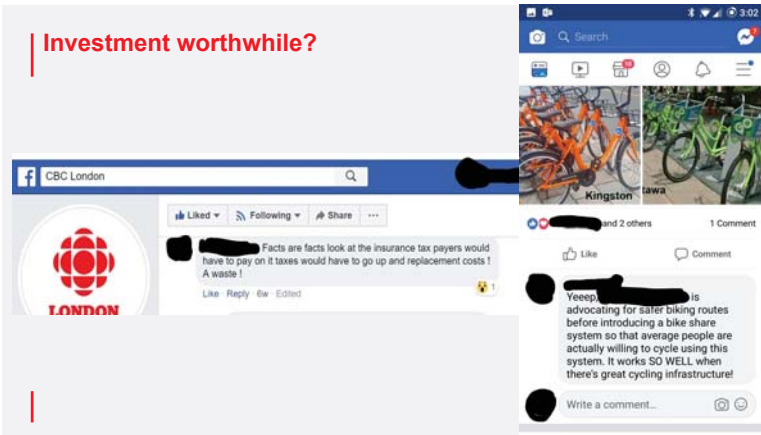 Investment worthwhile?
CBC London
Liked
Following
Share
Facts are facts look at the insurance tax payers would
have to pay on it taxes would have to go up and replacement costs !
A waste !
Like · Reply · 6w · Edited
1
LONDON
3:02
Search
10
Kingston
tawa
and 2 others
1 Comment
Like
Comment
Yeeep,
is
advocating for safer biking routes
before introducing a bike share
system so that average people are
actually willing to cycle using this
system. It works SO WELL when
there's great cycling infrastructure!
Write a comment...